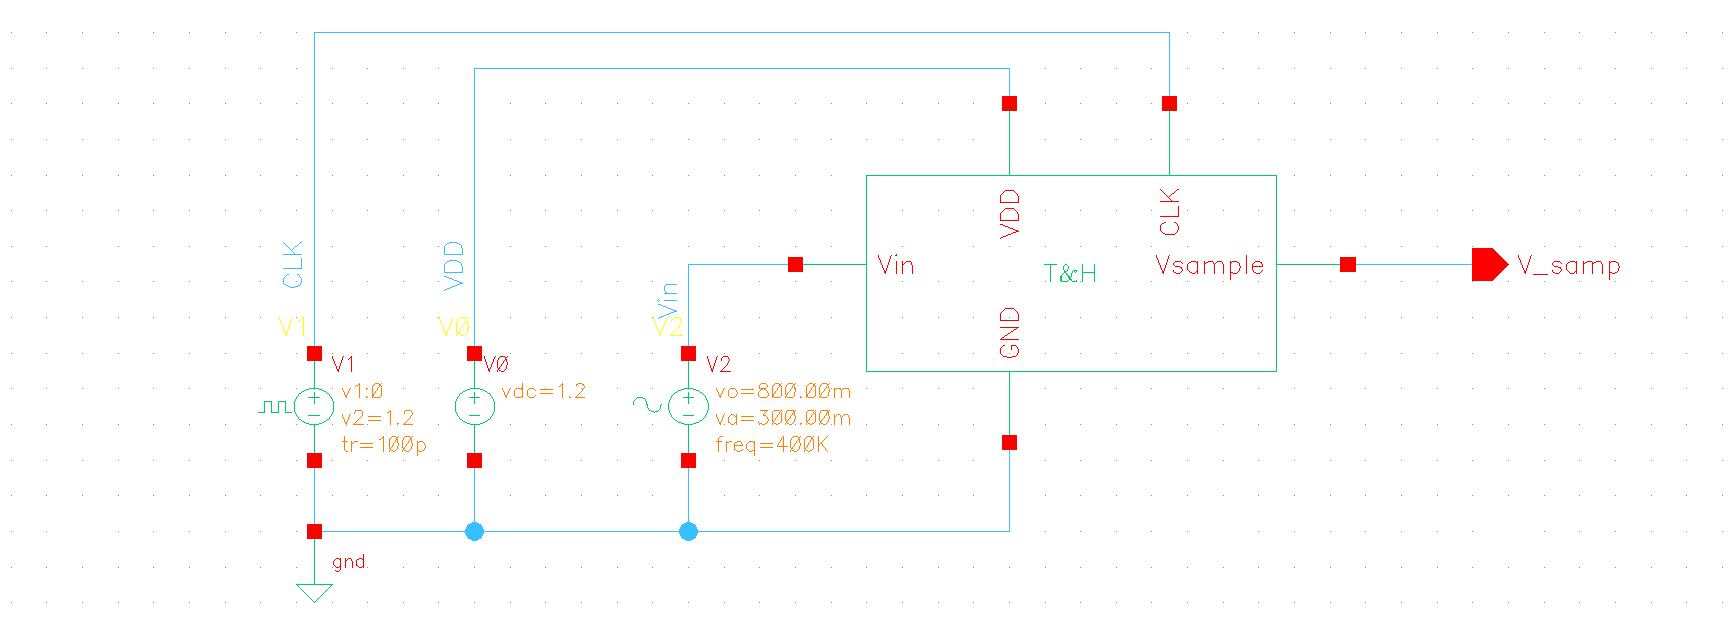 CLK
VDD
Vin
V1
V1
v1:0
v2=1.2
tr=100p
V0
V0
vdc=1.2
V2
V2
vo=800.00m
va=300.00m
freq=400K
gnd
VDD
CLK
Vin
T&H
Vsample
GND
V_samp